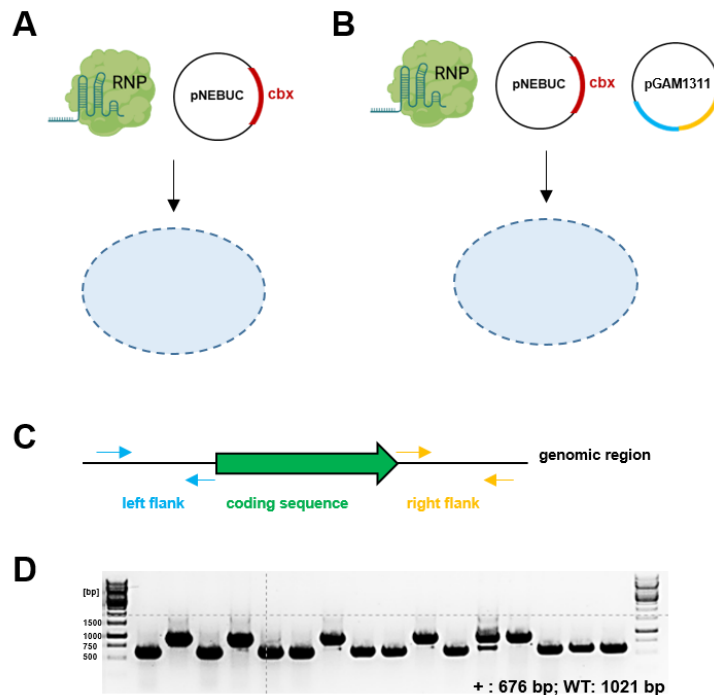 A
B
RNP
pNEBUC
cbx
RNP
pNEBUC
cbx
pGAM1311
C
genomic region
left flank
coding sequence
right flank
D
[bp]
1500
1000
750
500
+ : 676 bp; WT: 1021 bp